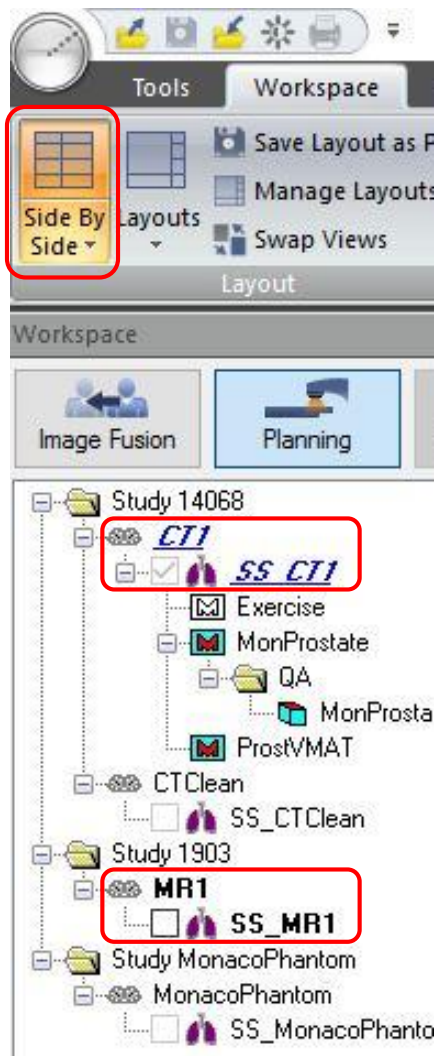 Tools Workspace
Save Layout as P
Manage Layouts
Side By Layouts
Side Swap Views
Layout
Workspace
Image Fusion Planning
Study 14068
CT1
SS_CT1
Exercise
MonProstate
QA
MonProsta
ProstVMAT
CTClean
SS_CTClean
Study 1903
MR1
SS_MR1
Study MonacoPhantom
MonacoPhantom
SS_MonacoPhanto